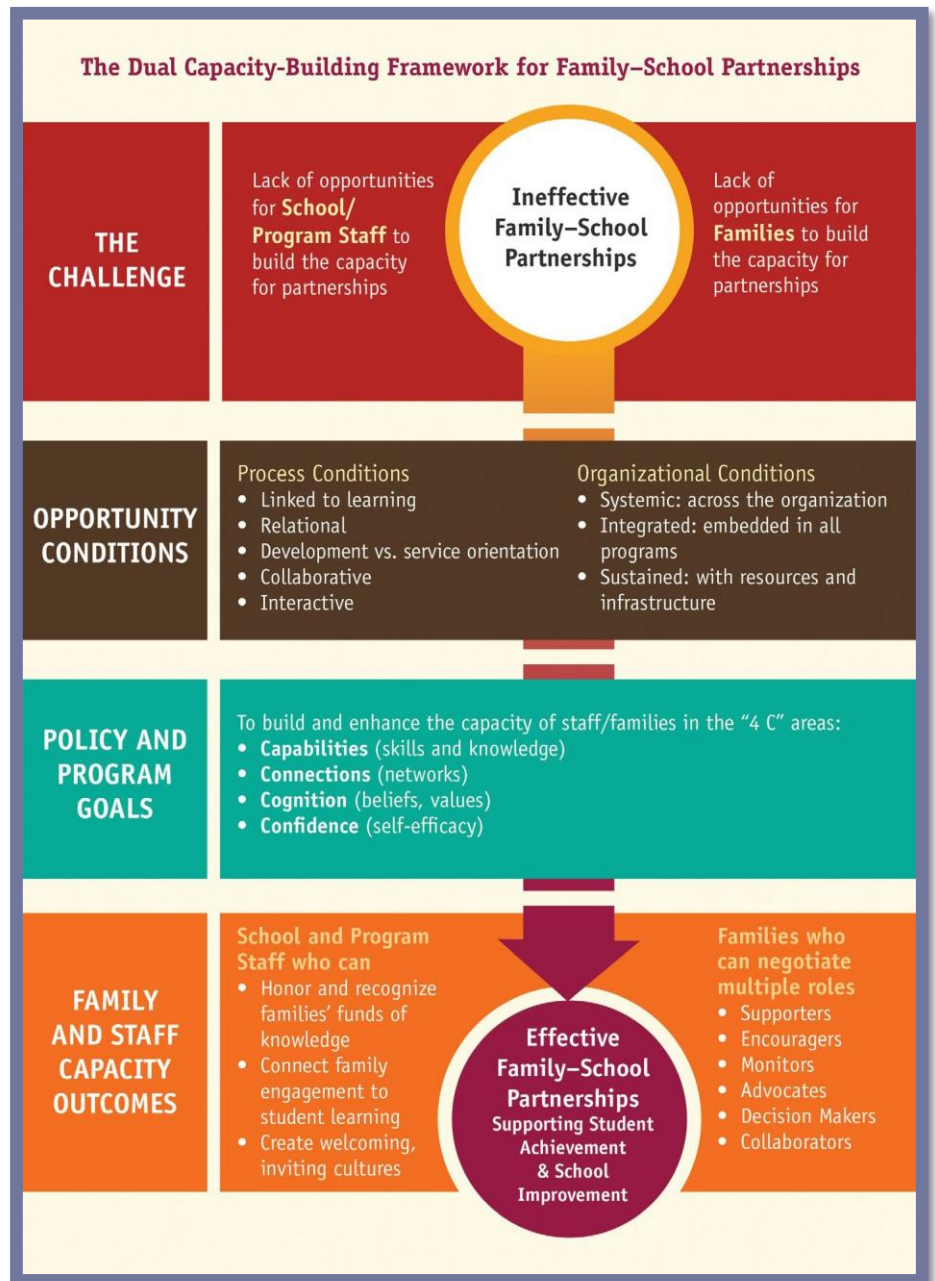 The Dual Capacity-Building Framework for Family–School Partnerships
THE
CHALLENGE
Lack of opportunities
for School/
Program Staff to
build the capacity
for partnerships
Ineffective
Family–School
Partnerships
Lack of
opportunities for
Families to build
the capacity for
partnerships
OPPORTUNITY
CONDITIONS
Process Conditions
• Linked to learning
• Relational
• Development vs. service orientation
• Collaborative
• Interactive
Organizational Conditions
• Systemic: across the organization
• Integrated: embedded in all
programs
• Sustained: with resources and
infrastructure
POLICY AND
PROGRAM
GOALS
To build and enhance the capacity of staff/families in the “4 C” areas:
• Capabilities (skills and knowledge)
• Connections (networks)
• Cognition (beliefs, values)
• Confidence (self-efficacy)
FAMILY
AND STAFF
CAPACITY
OUTCOMES
School and Program
Staff who can
• Honor and recognize
families’ funds of
knowledge
• Connect family
engagement to
student learning
• Create welcoming,
inviting cultures
Effective
Family–School
Partnerships
Supporting Student
Achievement
& School
Improvement
Families who
can negotiate
multiple roles
• Supporters
• Encouragers
• Monitors
• Advocates
• Decision Makers
• Collaborators